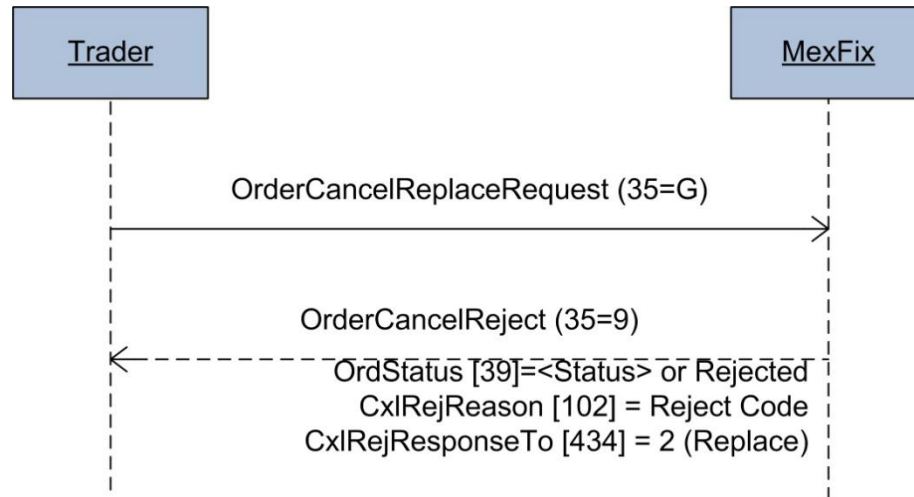 Trader
MexFix
OrderCancelReplaceRequest (35=G)
OrderCancelReject (35=9)
OrdStatus [39]=<Status> or Rejected
CxlRejReason [102] = Reject Code
CxlRejResponseTo [434] = 2 (Replace)